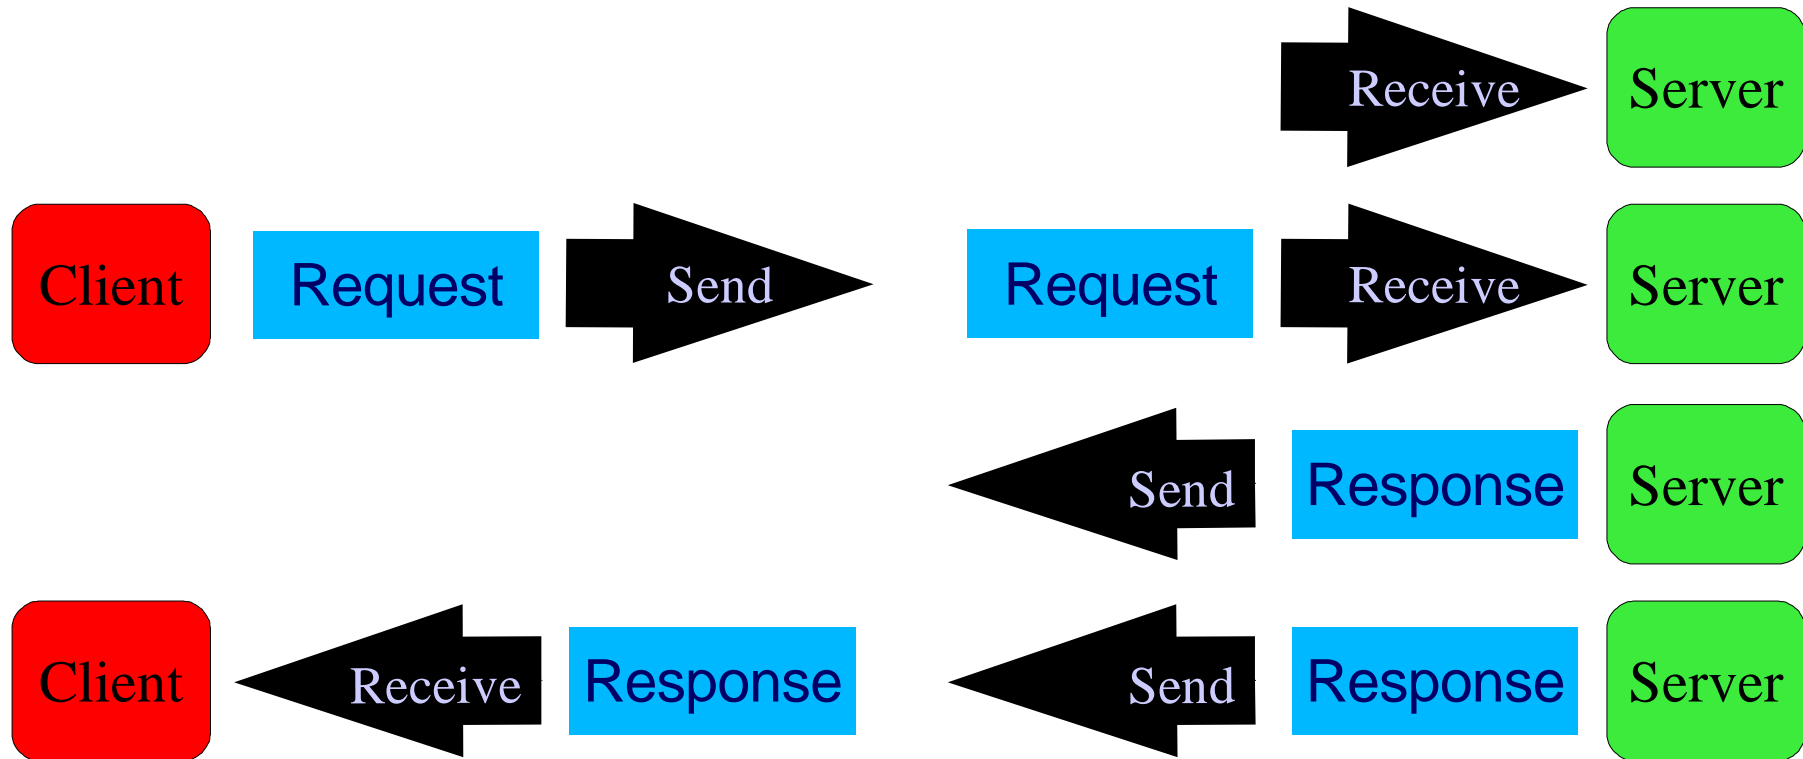 Receive Server
Client Request Send Request Receive Server
Send Response Server
Client Receive Response Send Response Server